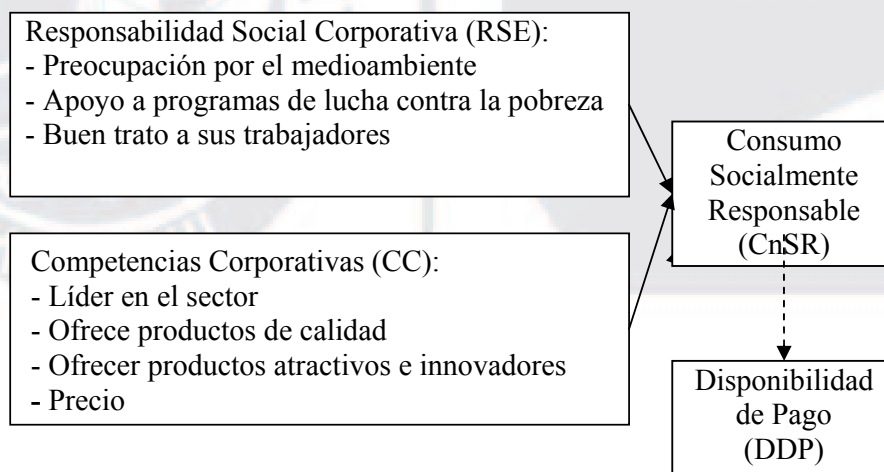 Responsabilidad Social Corporativa (RSE):
- Preocupación por el medioambiente
- Apoyo a programas de lucha contra la pobreza
- Buen trato a sus trabajadores
Competencias Corporativas (CC):
- Líder en el sector
- Ofrece productos de calidad
- Ofrecer productos atractivos e innovadores
- Precio
Consumo
Socialmente
Responsable
(CnSR)
Disponibilidad
de Pago
(DDP)